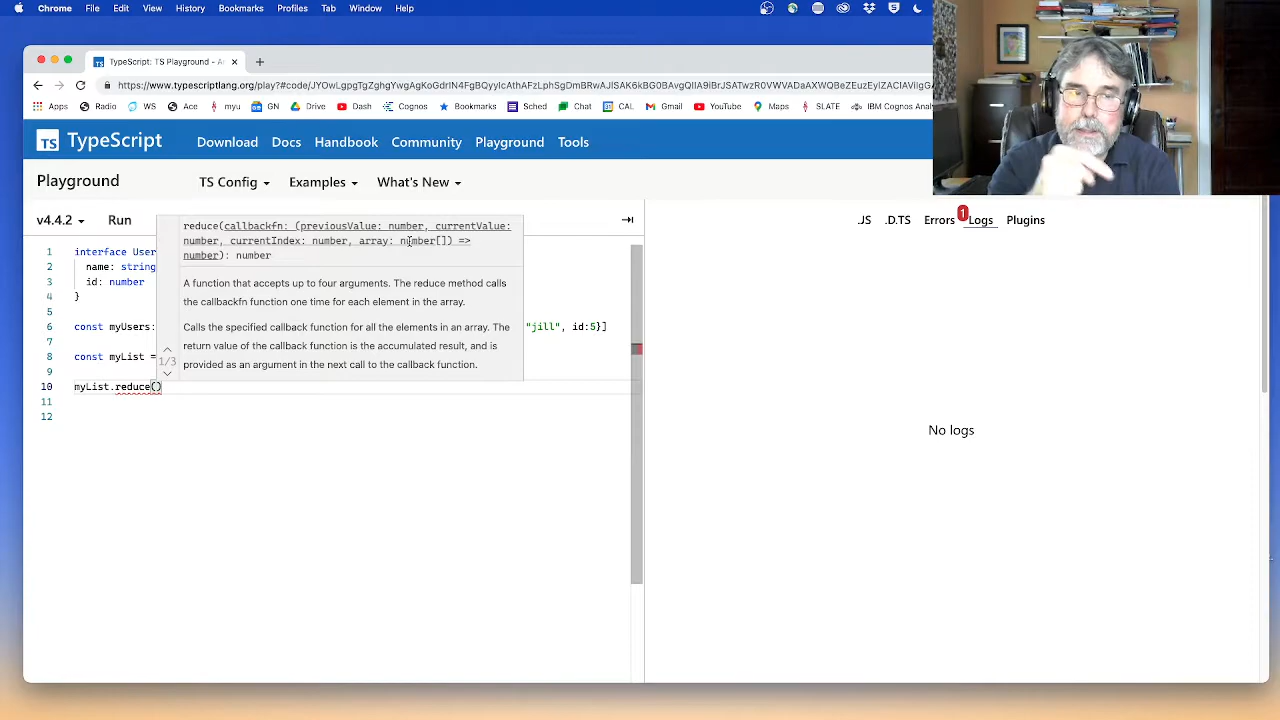 Chrome File Edit View History Bookmarks Profiles Tab Window Help
TS Playground -
https://www.typescriptlang.org/play?#code/
Apps Radio WS Ace myu GN Drive Dash Cognos Bookmarks Sched Chat CAL Gmail YouTube Maps SLATE IBM Cognos
TS TypeScript Download Docs Handbook Community Playground Tools
Playground TS Config Examples What's New
v4.4.2 Run .JS .D.TS Errors 1 Logs Plugins
reduce(callbackfn: (previousValue: number, currentValue:
number, currentIndex: number, array: number[]) =>
number): number
A function that accepts up to four arguments. The reduce method calls
the callbackfn function one time for each element in the array.
Calls the specified callback function for all the elements in an array. The
return value of the callback function is the accumulated result, and is
provided as an argument in the next call to the callback function.
1/3
1 interface User
2 name: string
3 id: number
4 }
5
6 const myUsers: "jill", id:5}]
7
8 const myList =
9
10 myList.reduce()
11
12
No logs